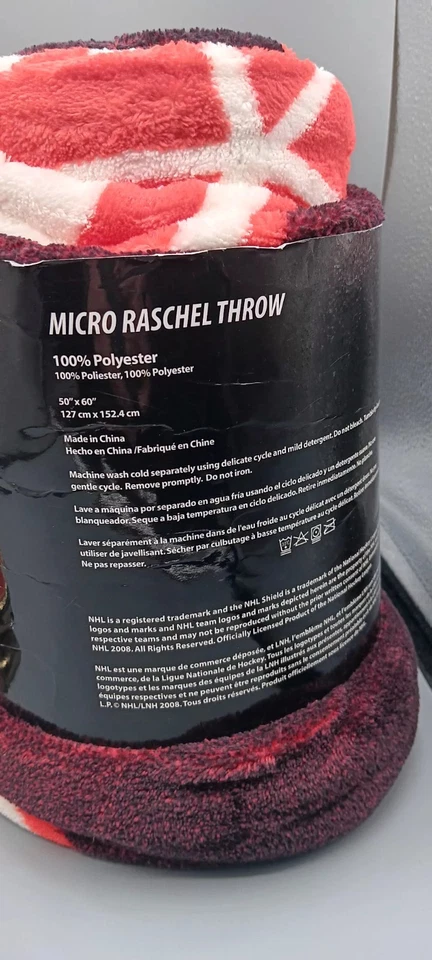 MICRO RASCHEL THROW
100% Polyester
100% Poliester, 100% Polyester
50" x 60"
127 cm x 152.4 cm
Made in China
Hecho en China /Fabriqué en Chine
Machine wash cold separately using delicate cycle and mild detergent. Do not bleach. Tumble
gentle cycle. Remove promptly. Do not iron.
Lave a máquina por separado en agua fría usando el ciclo delicado y un detergente
blanqueador. Seque a baja temperatura en ciclo delicado. Retire inmediatamente. No
Laver séparément à la machine dans de l'eau froide au cycle délicat avec un détergent
utiliser de javellisant. Sécher par culbutage à basse température au cycle délicat.
Ne pas repasser.
NHL is a registered trademark and the NHL Shield is a trademark of the National
logos and marks and NHL team logos and marks depicted herein are the property
respective teams and may not be reproduced without the prior written
NHL 2008. All Rights Reserved. Officially Licensed Product of the National Hockey
NHL est une marque de commerce déposée, et LNH, l'emblème NHL, et l'emblème
commerce, de la Ligue Nationale de Hockey. Tous les logotypes et toutes les
logotypes et les marques des équipes de la LNH illustrés aux
équipes respectives et ne peuvent être reproduits sans le consentement
L.P. © NHL/LNH 2008. Tous droits réservés. Produit officiellement